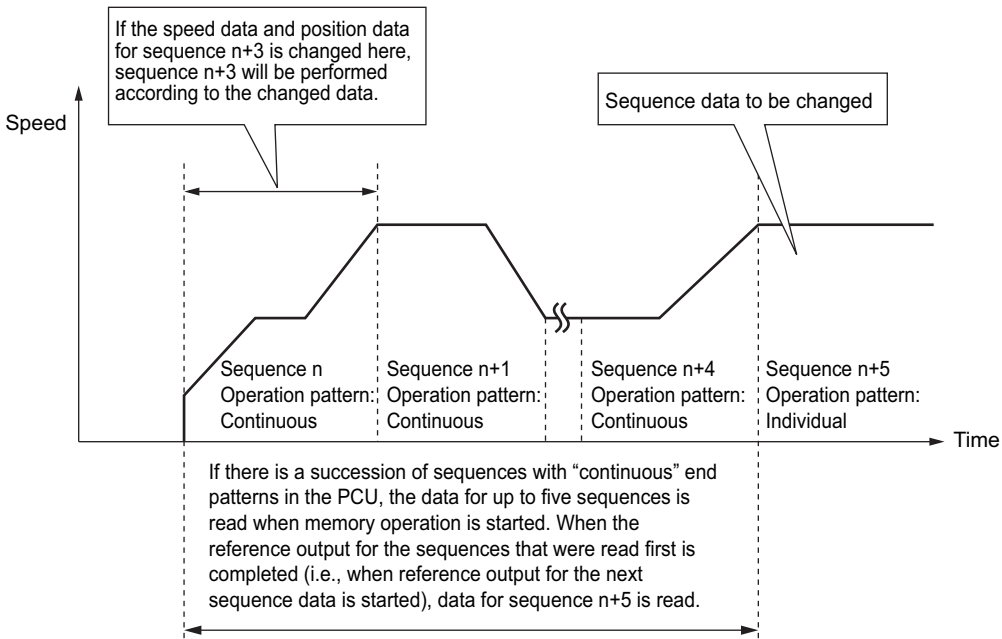 If the speed data and position data
for sequence n+3 is changed here,
sequence n+3 will be performed
according to the changed data.
Sequence data to be changed
Speed
Sequence n
Operation pattern:
Continuous
Sequence n+1
Operation pattern:
Continuous
Sequence n+4
Operation pattern:
Continuous
Sequence n+5
Operation pattern:
Individual
Time
If there is a succession of sequences with “continuous” end
patterns in the PCU, the data for up to five sequences is
read when memory operation is started. When the
reference output for the sequences that were read first is
completed (i.e., when reference output for the next
sequence data is started), data for sequence n+5 is read.